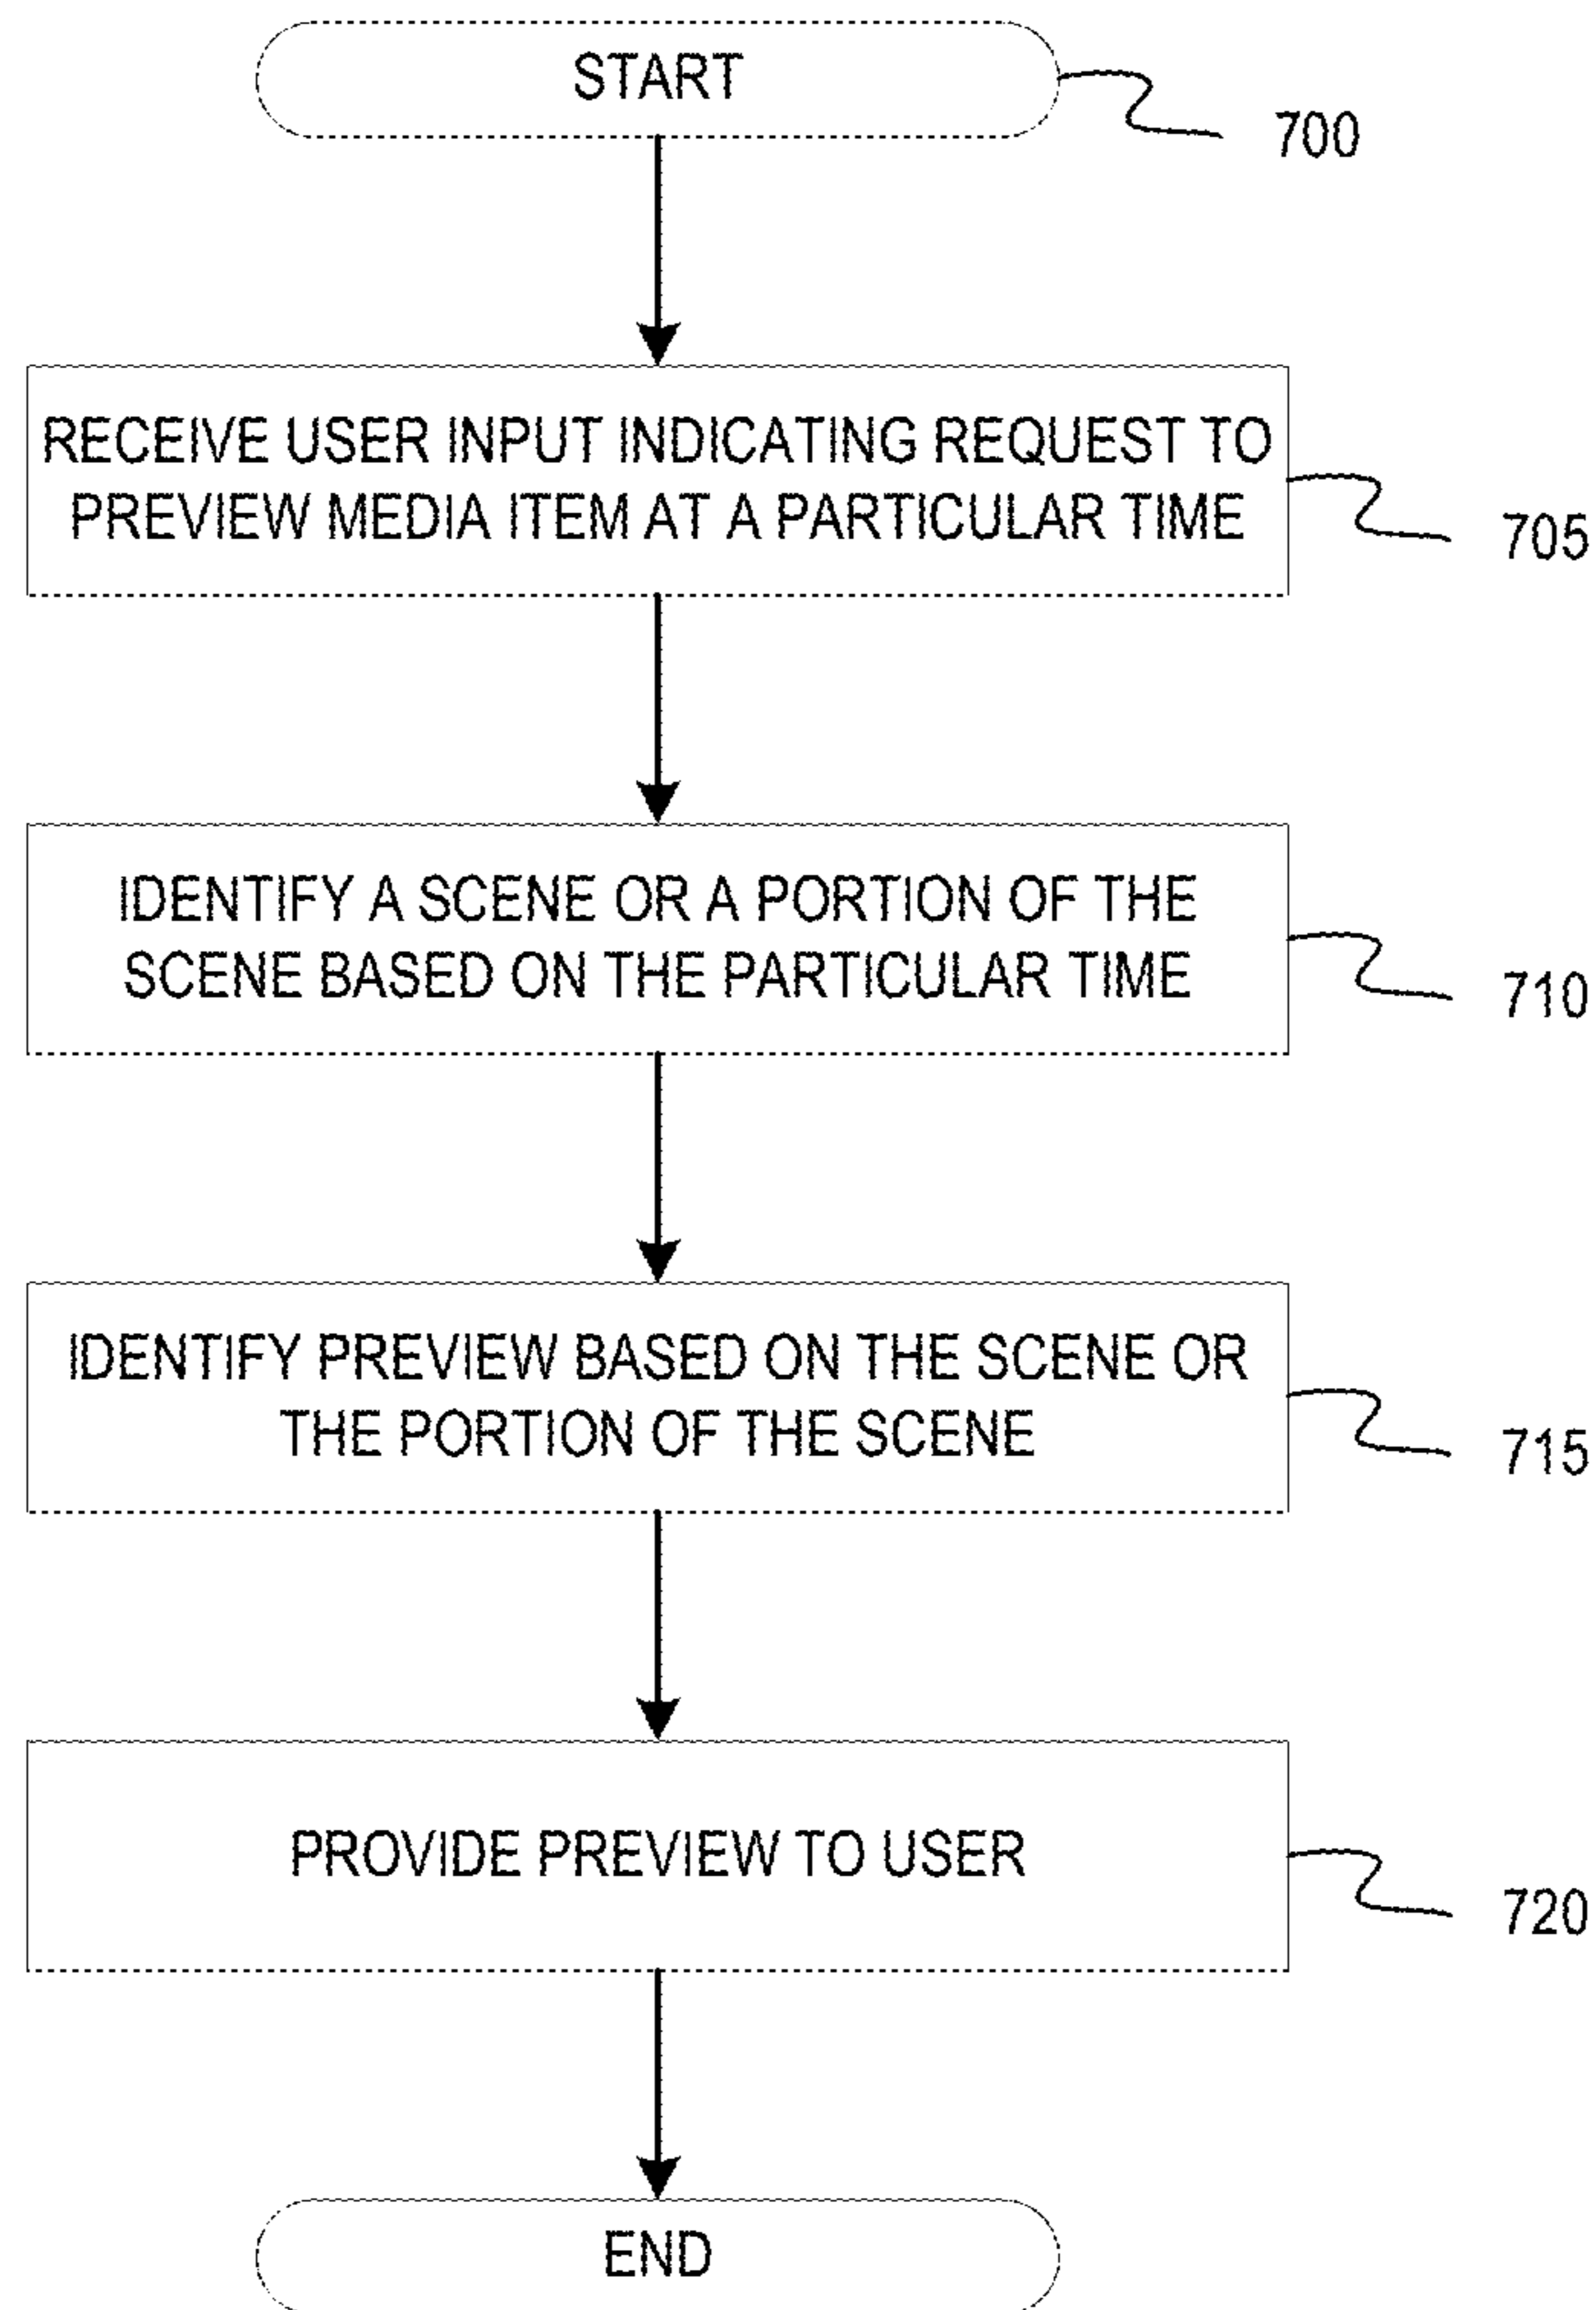 START
700
RECEIVE USER INPUT INDICATING REQUEST TO
PREVIEW MEDIA ITEM AT A PARTICULAR TIME
705
IDENTIFY A SCENE OR A PORTION OF THE
SCENE BASED ON THE PARTICULAR TIME
710
IDENTIFY PREVIEW BASED ON THE SCENE OR
THE PORTION OF THE SCENE
715
PROVIDE PREVIEW TO USER
720
END